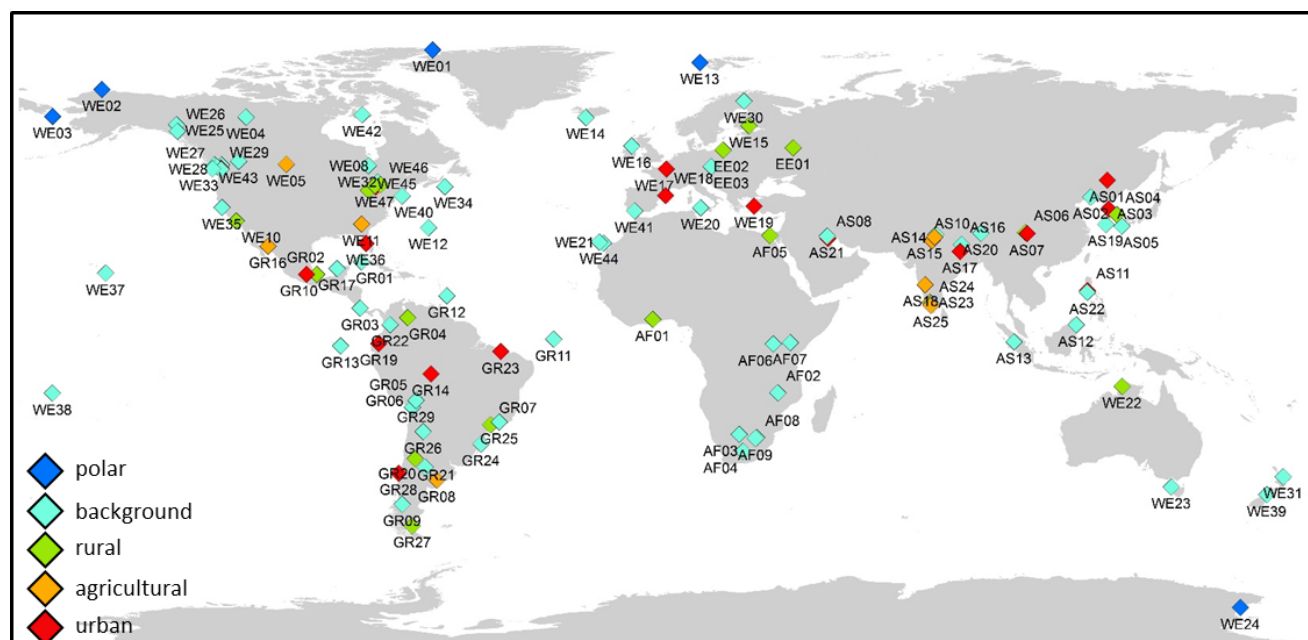 WE01
WE13
WE02
WE03
WE26
WE25
WE04
WE42
WE14
WE30
WE15
WE27
WE29
WE28
WE43
WE33
WE05
WE08
WE46
WE32
WE45
WE47
WE40
WE34
WE16
WE17
WE18
EE02
EE03
EE01
WE35
WE10
WE11
WE12
WE41
WE20
WE19
AS01
AS04
AS02
AS03
AS19
AS05
GR16
GR02
WE36
GR01
GR17
GR10
WE21
WE44
AF05
AS08
AS21
AS14
AS10
AS16
AS15
AS20
AS17
AS06
AS07
WE37
GR12
GR03
GR04
GR22
AF01
AS24
AS18
AS23
AS25
AS11
AS22
AS12
AS13
GR13
GR19
GR11
GR23
AF06
AF07
AF02
WE38
GR05
GR14
GR06
GR29
GR07
GR25
GR26
GR24
AF08
AF03
AF09
AF04
WE22
GR20
GR21
GR28
GR08
GR09
GR27
WE23
WE31
WE39
WE24
polar
background
rural
agricultural
urban